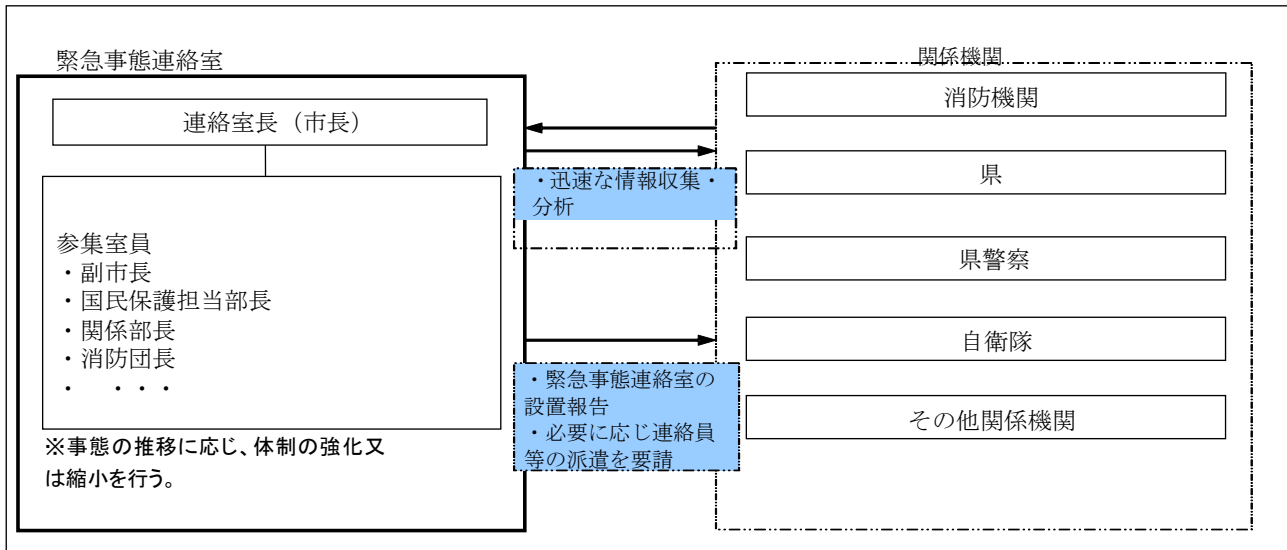 緊急事態連絡室
連絡室長（市長）
参集室員
・副市長
・国民保護担当部長
・関係部長
・消防団長
・ ・・・
※事態の推移に応じ、体制の強化又
は縮小を行う。
・迅速な情報収集・
分析
・緊急事態連絡室の
設置報告
・必要に応じ連絡員
等の派遣を要請
関係機関
消防機関
県
県警察
自衛隊
その他関係機関